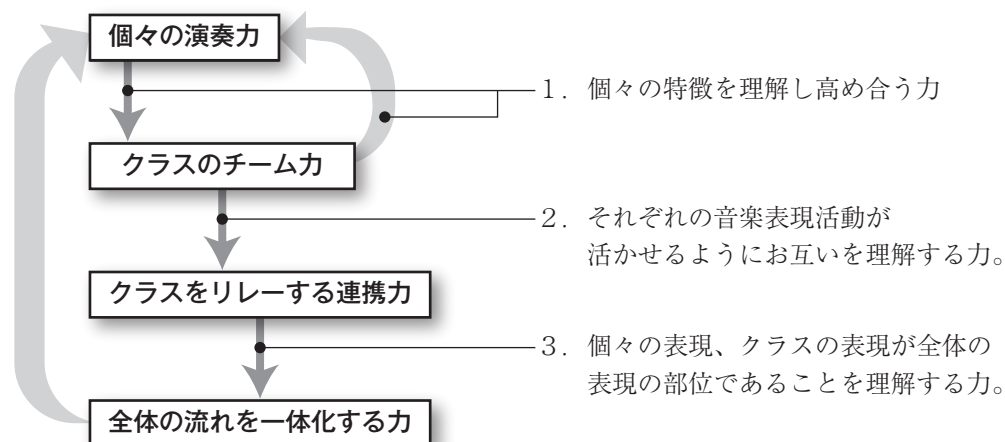 個々の演奏力
1．個々の特徴を理解し高め合う力
クラスのチーム力
2．それぞれの音楽表現活動が
活かせるようにお互いを理解する力。
クラスをリレーする連携力
3．個々の表現、クラスの表現が全体の
表現の部位であることを理解する力。
全体の流れを一体化する力